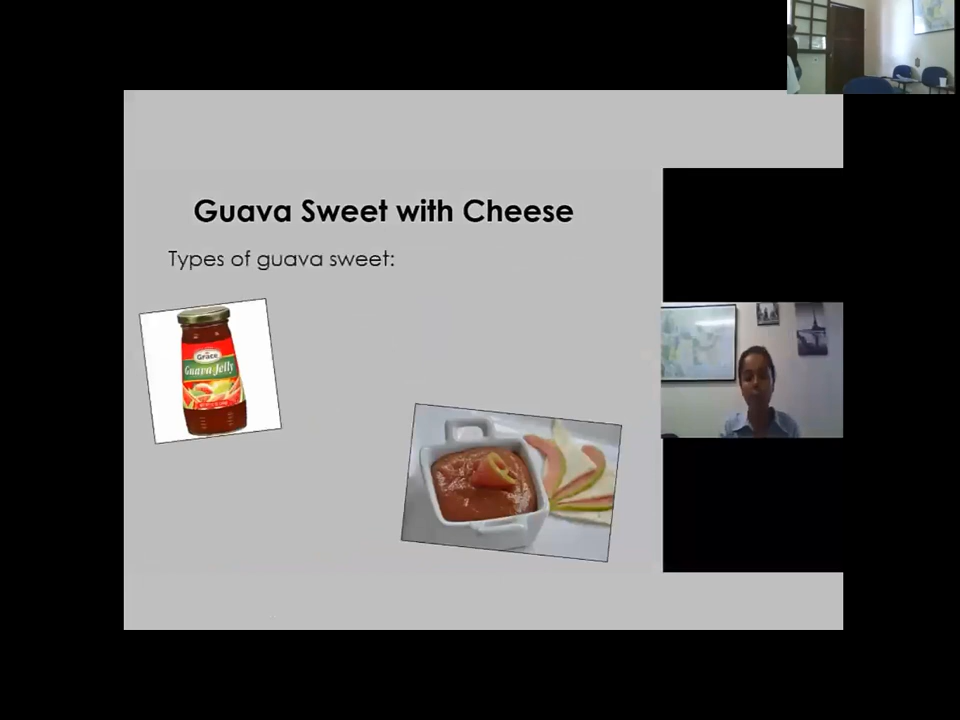 Guava Sweet with Cheese
Types of guava sweet:
Grace
Guava Jelly